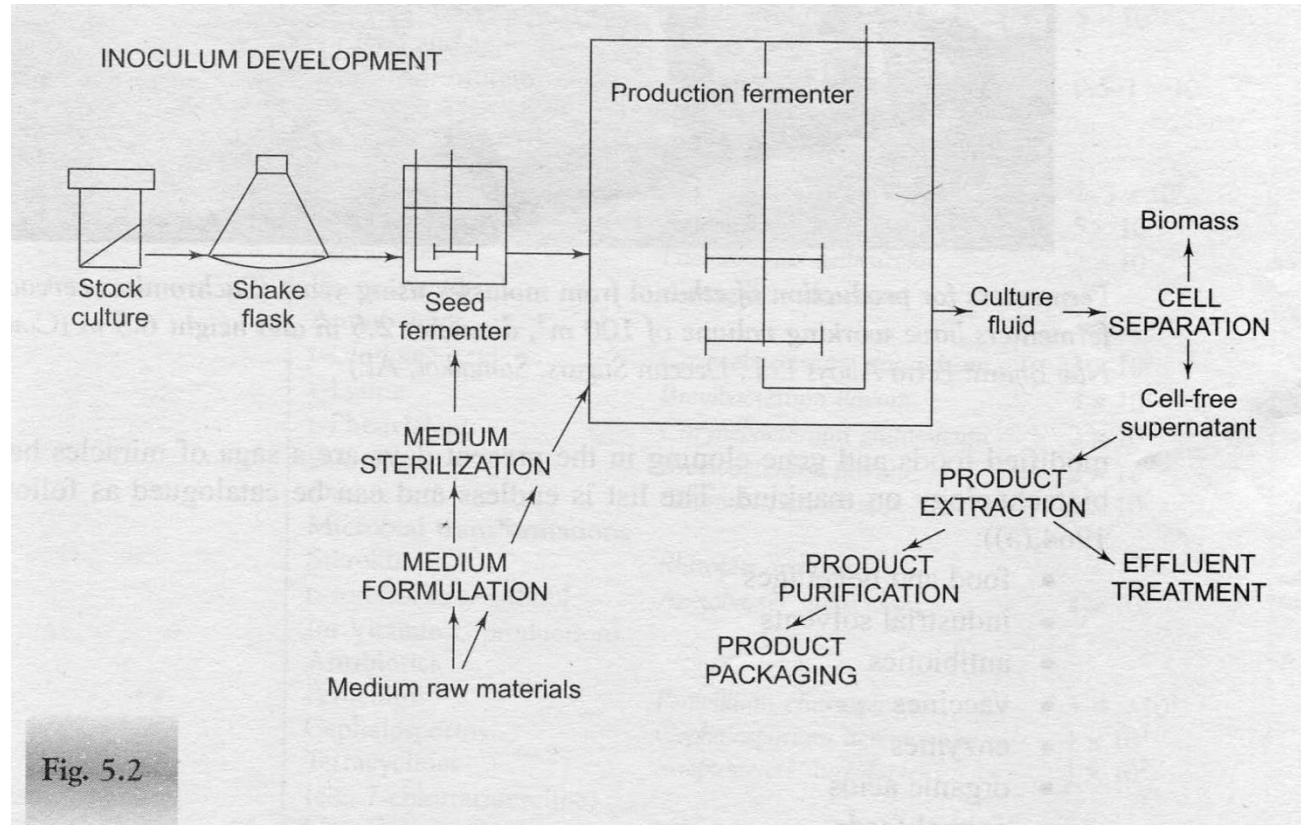 INOCULUM DEVELOPMENT
Production fermenter
Stock
culture
Shake
flask
Seed
fermenter
Culture
fluid
Biomass
CELL
SEPARATION
Cell-free
supernatant
MEDIUM
STERILIZATION
MEDIUM
FORMULATION
Medium raw materials
PRODUCT
EXTRACTION
PRODUCT
PURIFICATION
EFFLUENT
TREATMENT
PRODUCT
PACKAGING
Fig. 5.2